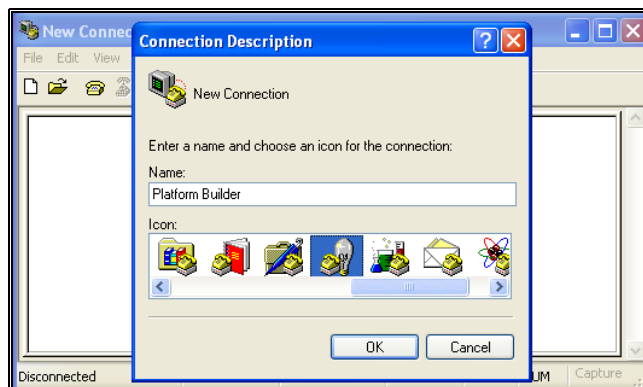 New Connec
Connection Description
File Edit View
New Connection
Enter a name and choose an icon for the connection:
Name:
Platform Builder
Icon:
OK Cancel
Disconnected UM Capture